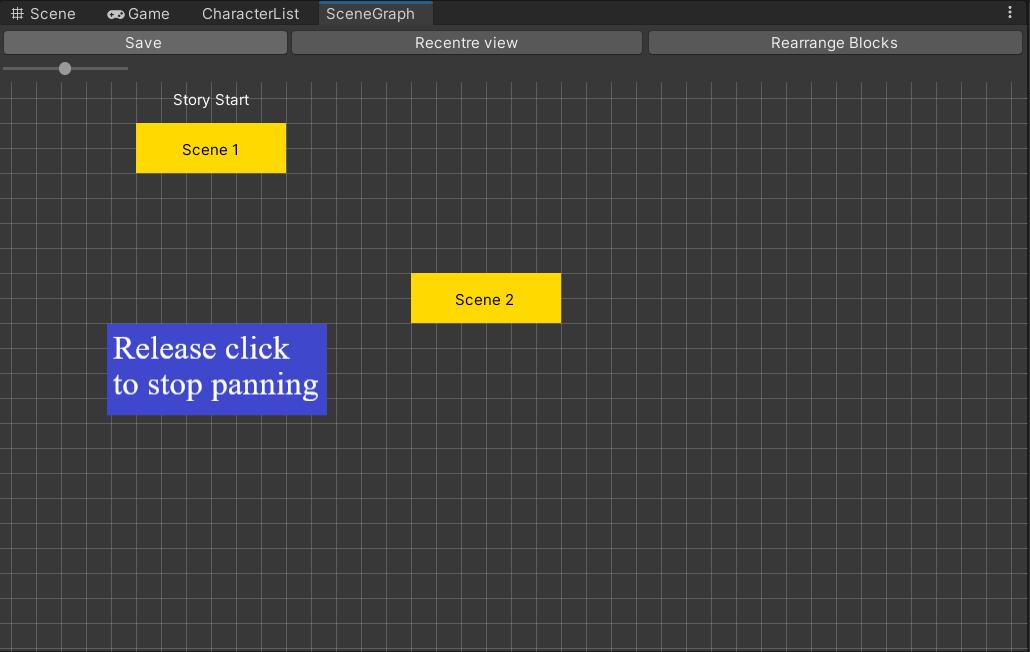 Scene Game CharacterList SceneGraph
Save Recentre view Rearrange Blocks
Story Start
Scene 1
Scene 2
Release click
to stop panning